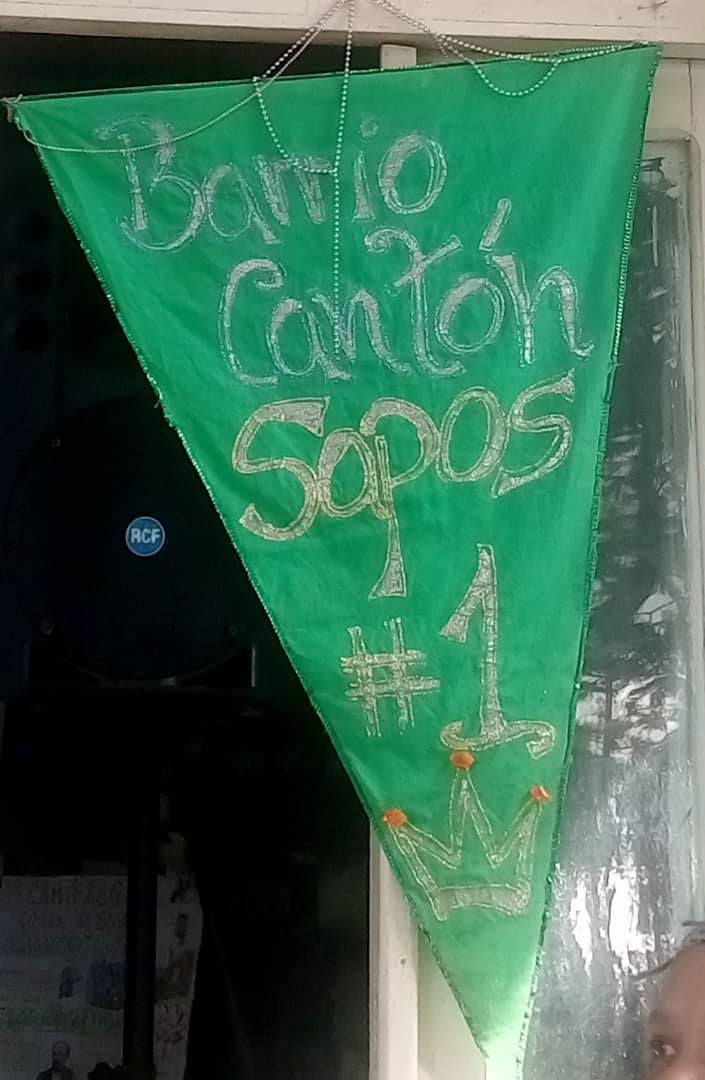 Barrio
Cantón
Sapos
#1
RCF